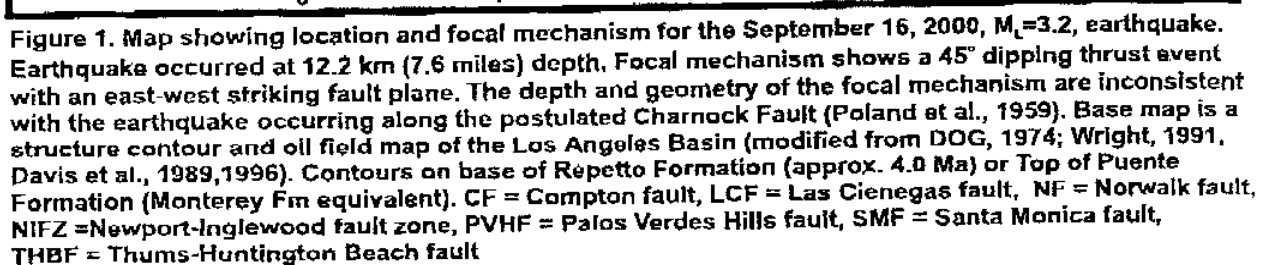 Figure 1. Map showing location and focal mechanism for the September 16, 2000, ML=3.2, earthquake.
Earthquake occurred at 12.2 km (7.6 miles) depth. Focal mechanism shows a 45° dipping thrust event
with an east-west striking fault plane. The depth and geometry of the focal mechanism are inconsistent
with the earthquake occurring along the postulated Charnock Fault (Poland et al., 1959). Base map is a
structure contour and oil field map of the Los Angeles Basin (modified from DOG, 1974; Wright, 1991.
Davis et al., 1989,1996). Contours on base of Repetto Formation (approx. 4.0 Ma) or Top of Puente
Formation (Monterey Fm equivalent). CF = Compton fault, LCF = Las Cienegas fault, NF = Norwalk fault,
NIFZ =Newport-Inglewood fault zone, PVHF = Palos Verdes Hills fault, SMF = Santa Monica fault,
THBF = Thums-Huntington Beach fault